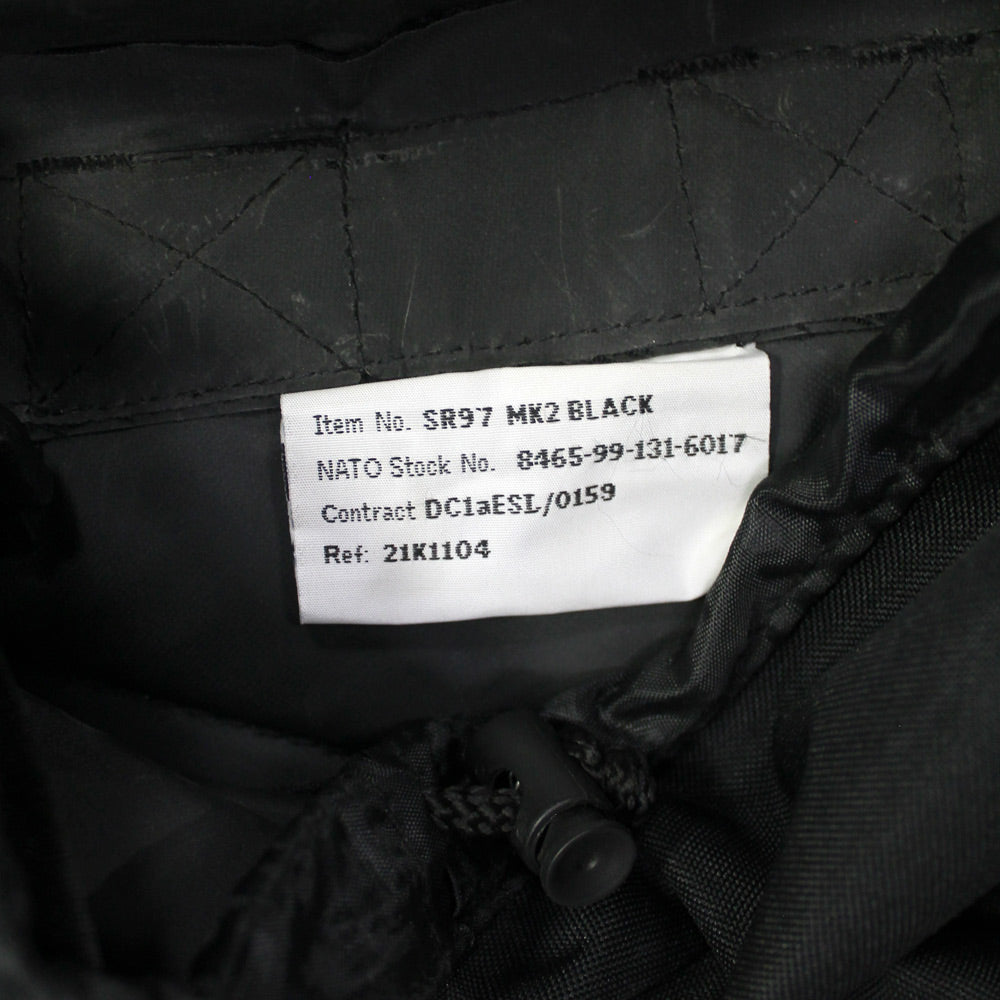 Item No. SR97 MK2 BLACK
NATO Stock No. 8465-99-131-6017
Contract DC1aESL/0159
Ref: 21K1104